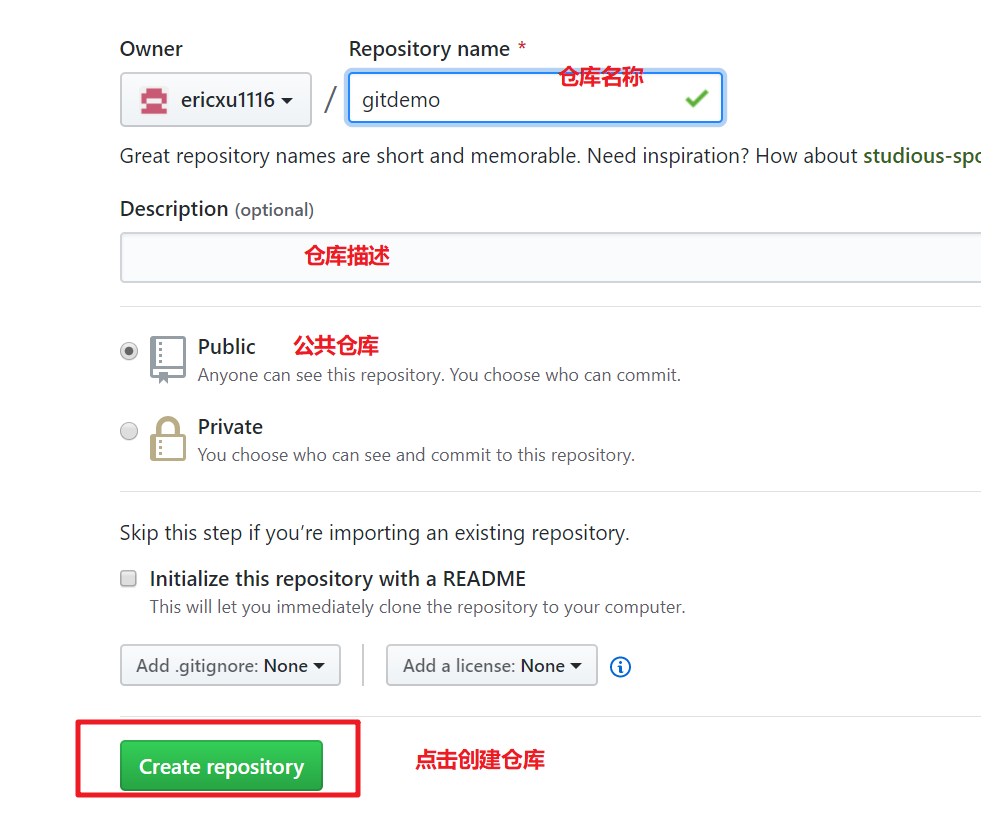 Owner
Repository name *
仓库名称
ericxu1116 / gitdemo
Great repository names are short and memorable. Need inspiration? How about studious-spo
Description (optional)
仓库描述
Public 公共仓库
Anyone can see this repository. You choose who can commit.
Private
You choose who can see and commit to this repository.
Skip this step if you’re importing an existing repository.
Initialize this repository with a README
This will let you immediately clone the repository to your computer.
Add .gitignore: None Add a license: None
Create repository 点击创建仓库